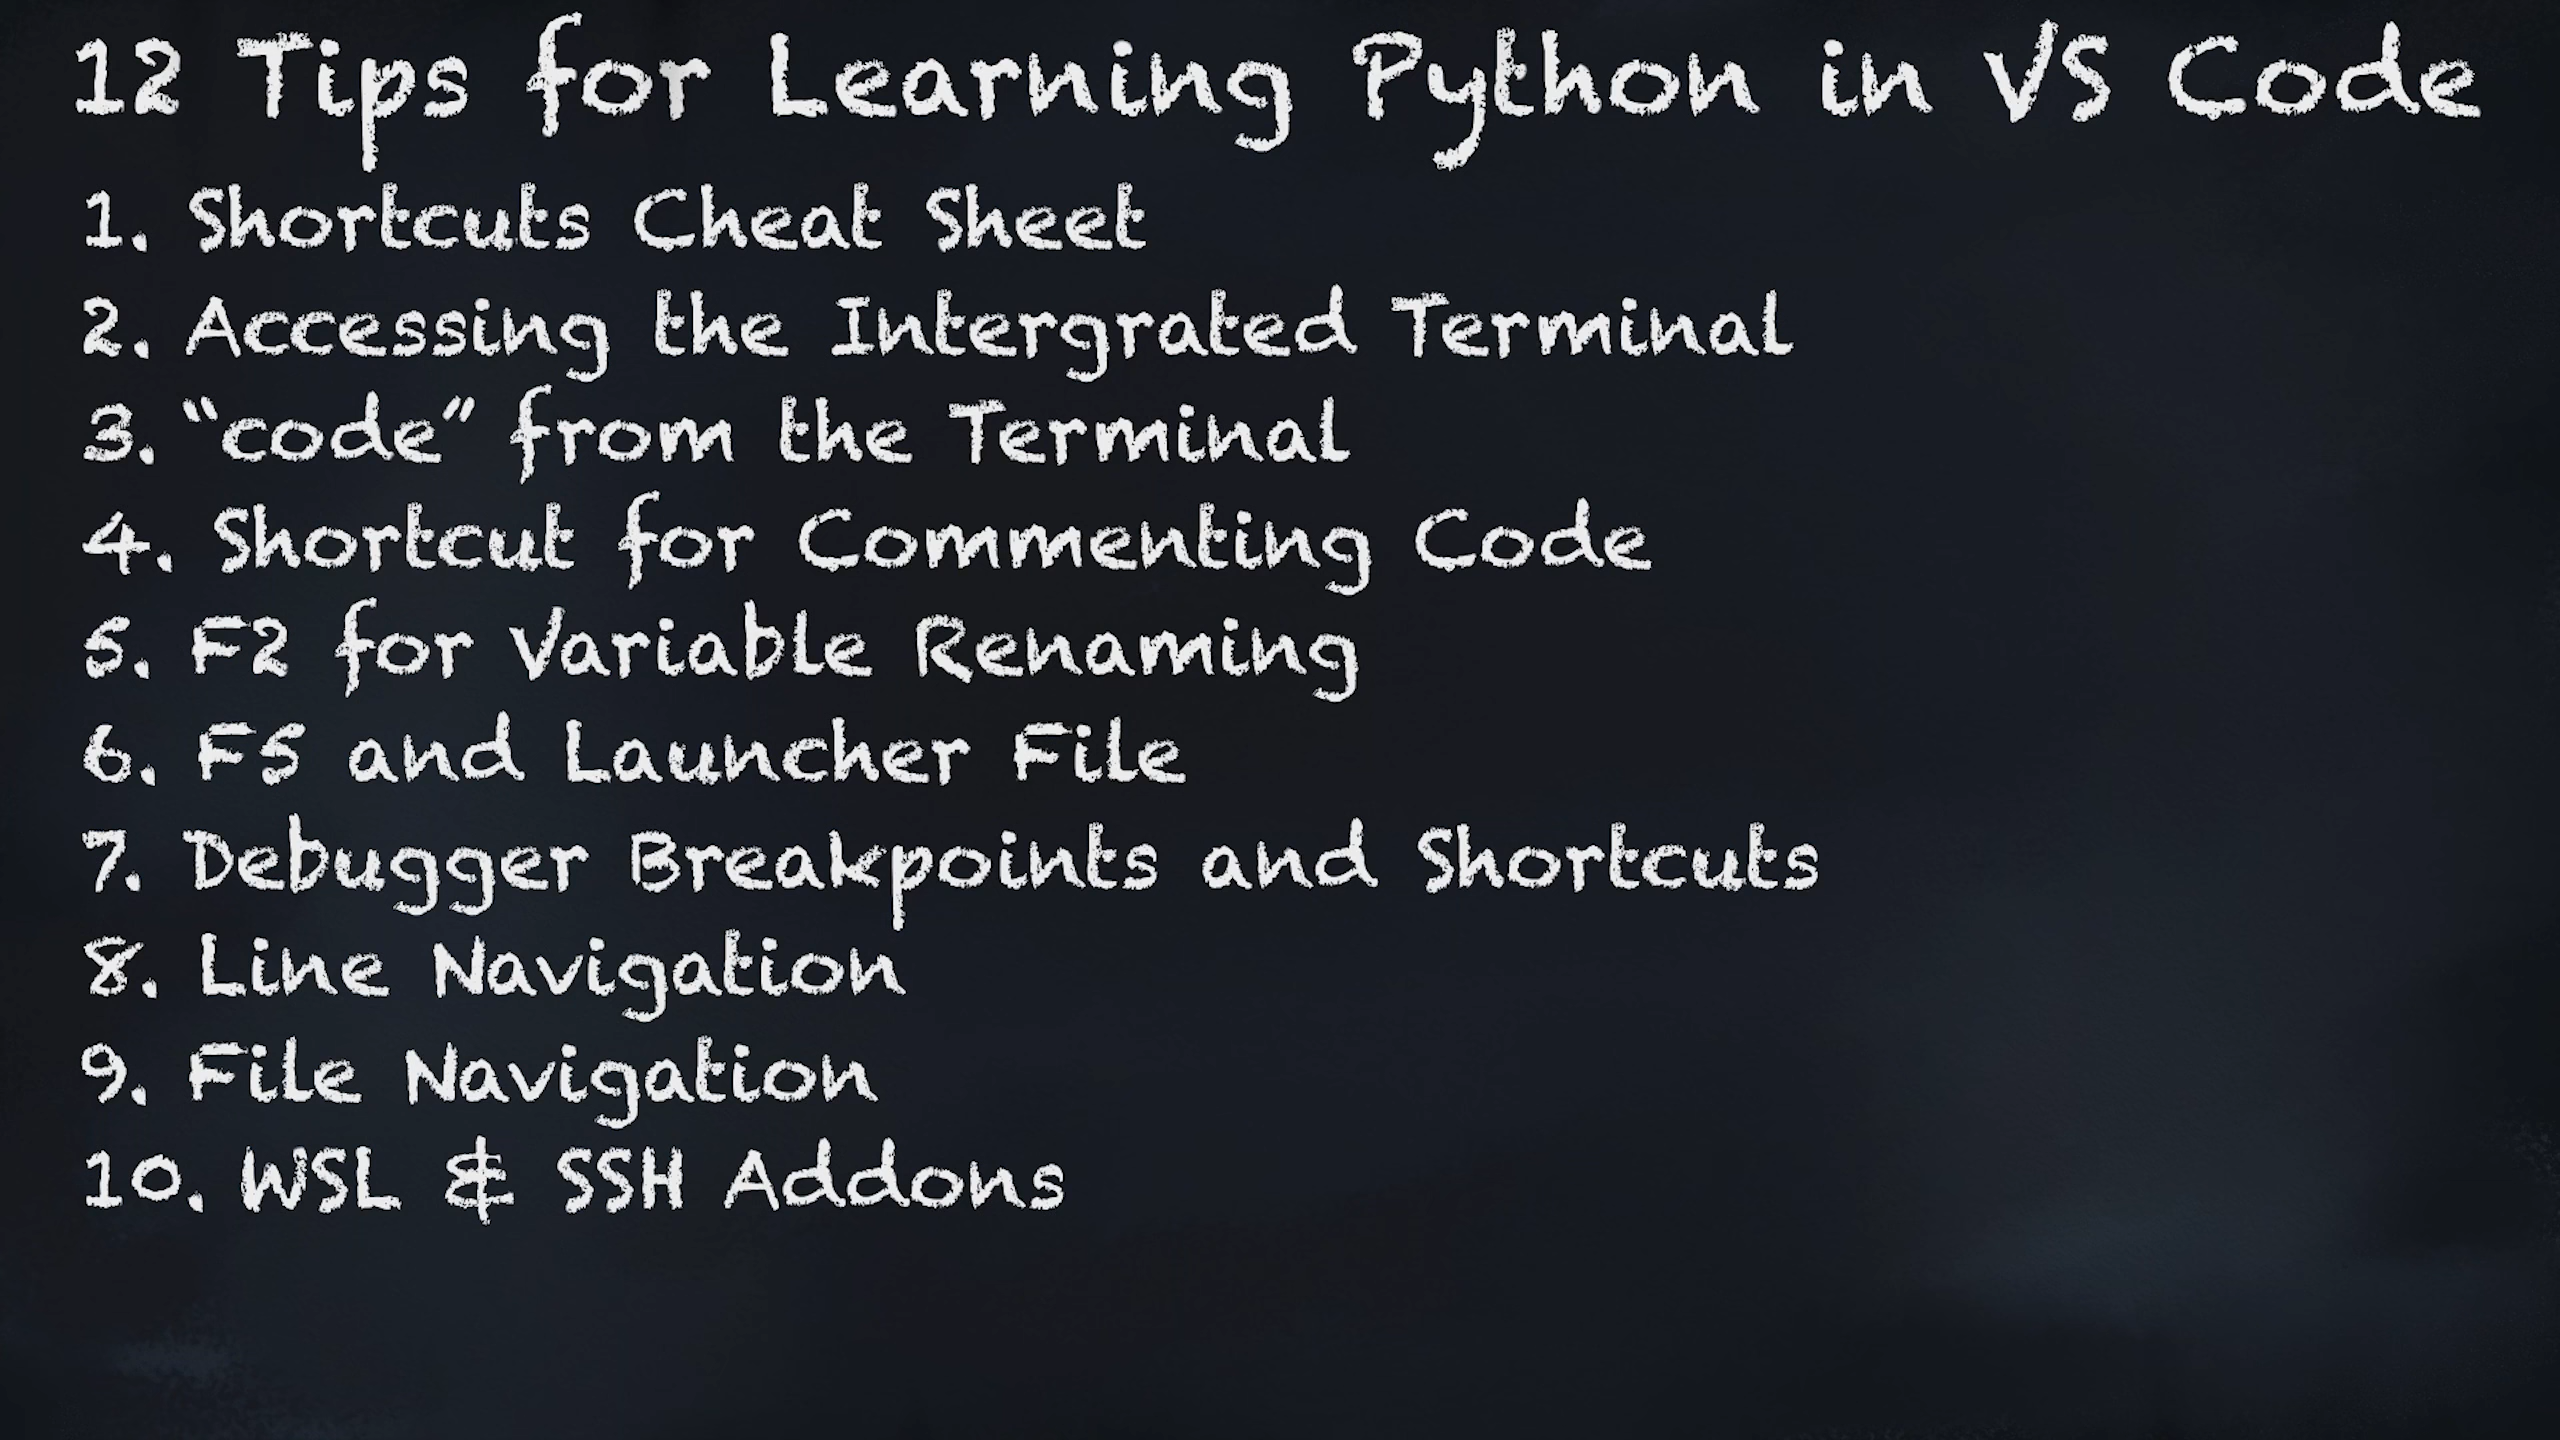 12 Tips for Learning Python in VS Code
1. Shortcuts Cheat Sheet
2. Accessing the Intergrated Terminal
3. “code” from the Terminal
4. Shortcut for Commenting Code
5. F2 for Variable Renaming
6. F5 and Launcher File
7. Debugger Breakpoints and Shortcuts
8. Line Navigation
9. File Navigation
10. WSL & SSH Addons